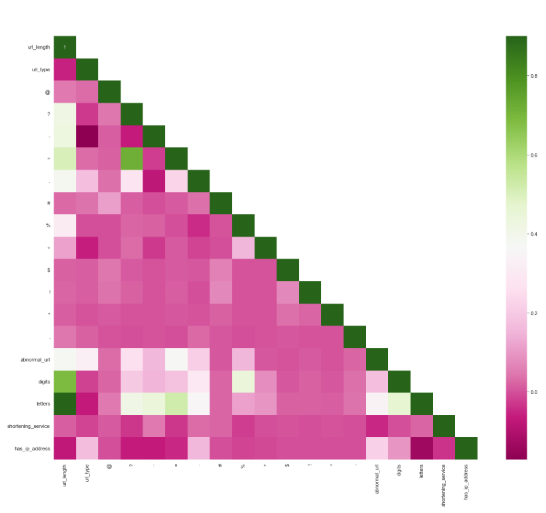 url_length
url_type
@
?
-
=
.
#
%
+
$
!
*
,
abnormal_url
digits
letters
shortening_service
has_ip_address
0.8
0.6
0.4
0.2
0.0
url_length
url_type
@
?
-
=
.
#
%
+
$
!
*
,
abnormal_url
digits
letters
shortening_service
has_ip_address